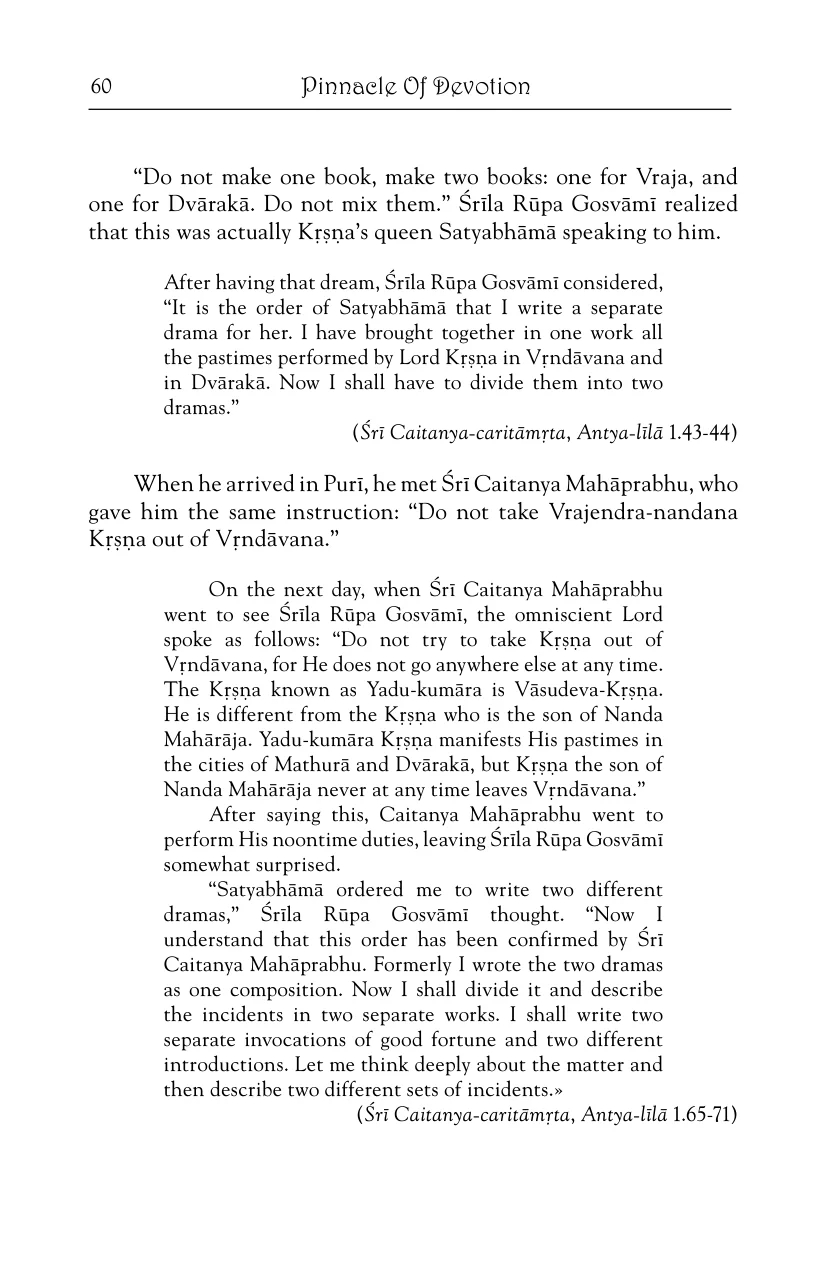 60
Pinnacle Of Devotion
“Do not make one book, make two books: one for Vraja, and
one for Dvārakā. Do not mix them.” Śrīla Rūpa Gosvāmī realized
that this was actually Kṛṣṇa’s queen Satyabhāmā speaking to him.
After having that dream, Śrīla Rūpa Gosvāmī considered,
“It is the order of Satyabhāmā that I write a separate
drama for her. I have brought together in one work all
the pastimes performed by Lord Kṛṣṇa in Vṛndāvana and
in Dvārakā. Now I shall have to divide them into two
dramas.”
(Śrī Caitanya-caritāmṛta, Antya-līlā 1.43-44)
When he arrived in Purī, he met Śrī Caitanya Mahāprabhu, who
gave him the same instruction: “Do not take Vrajendra-nandana
Kṛṣṇa out of Vṛndāvana.”
On the next day, when Śrī Caitanya Mahāprabhu
went to see Śrīla Rūpa Gosvāmī, the omniscient Lord
spoke as follows: “Do not try to take Kṛṣṇa out of
Vṛndāvana, for He does not go anywhere else at any time.
The Kṛṣṇa known as Yadu-kumāra is Vāsudeva-Kṛṣṇa.
He is different from the Kṛṣṇa who is the son of Nanda
Mahārāja. Yadu-kumāra Kṛṣṇa manifests His pastimes in
the cities of Mathurā and Dvārakā, but Kṛṣṇa the son of
Nanda Mahārāja never at any time leaves Vṛndāvana.”
After saying this, Caitanya Mahāprabhu went to
perform His noontime duties, leaving Śrīla Rūpa Gosvāmī
somewhat surprised.
“Satyabhāmā ordered me to write two different
dramas,” Śrīla Rūpa Gosvāmī thought. “Now I
understand that this order has been confirmed by Śrī
Caitanya Mahāprabhu. Formerly I wrote the two dramas
as one composition. Now I shall divide it and describe
the incidents in two separate works. I shall write two
separate invocations of good fortune and two different
introductions. Let me think deeply about the matter and
then describe two different sets of incidents.»
(Śrī Caitanya-caritāmṛta, Antya-līlā 1.65-71)